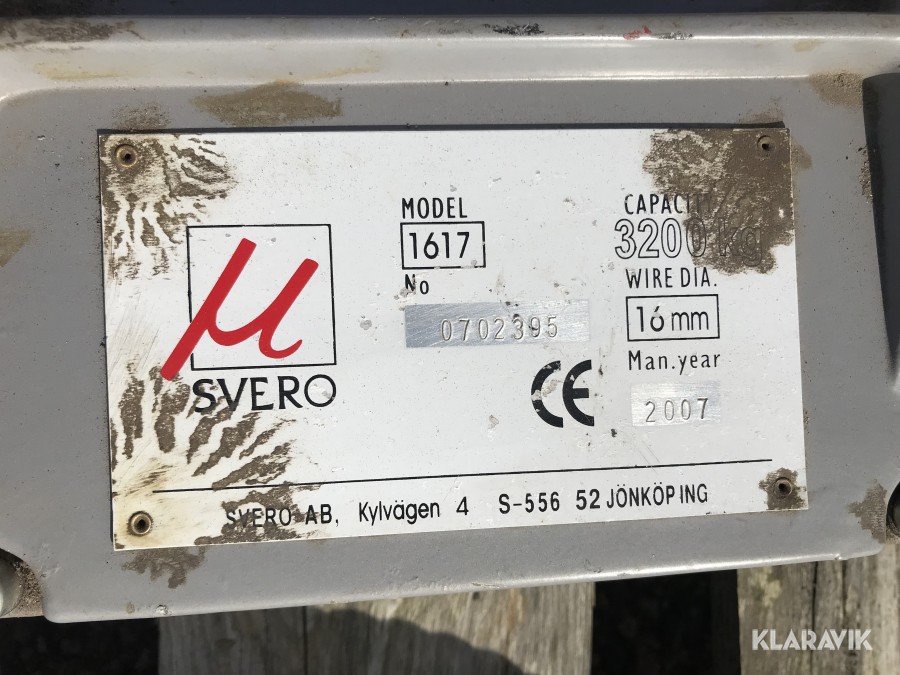 μ
SVERO
MODEL
1617
No
0702395
CAPACITY
3200 kg
WIRE DIA.
16 mm
Man.year
2007
CE
SVERO AB, Kylvägen 4 S-556 52 JÖNKÖPING
KLARAVIK